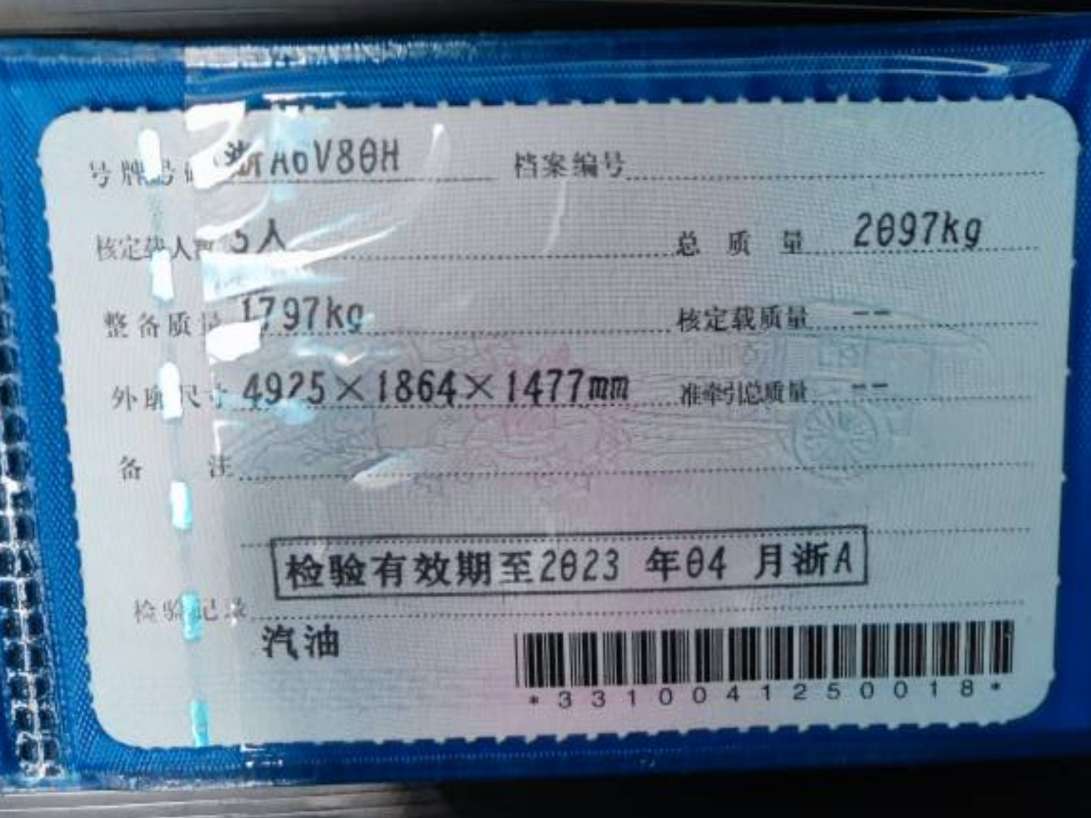 号牌号码 浙A6V80H 档案编号
核定载人数 5人 总质量 2097kg
整备质量 1797kg 核定载质量 --
外廓尺寸 4925×1864×1477mm 准牵引总质量 --
备注
检验有效期至2023 年04 月浙A
检验记录
汽油
*3310041250018*